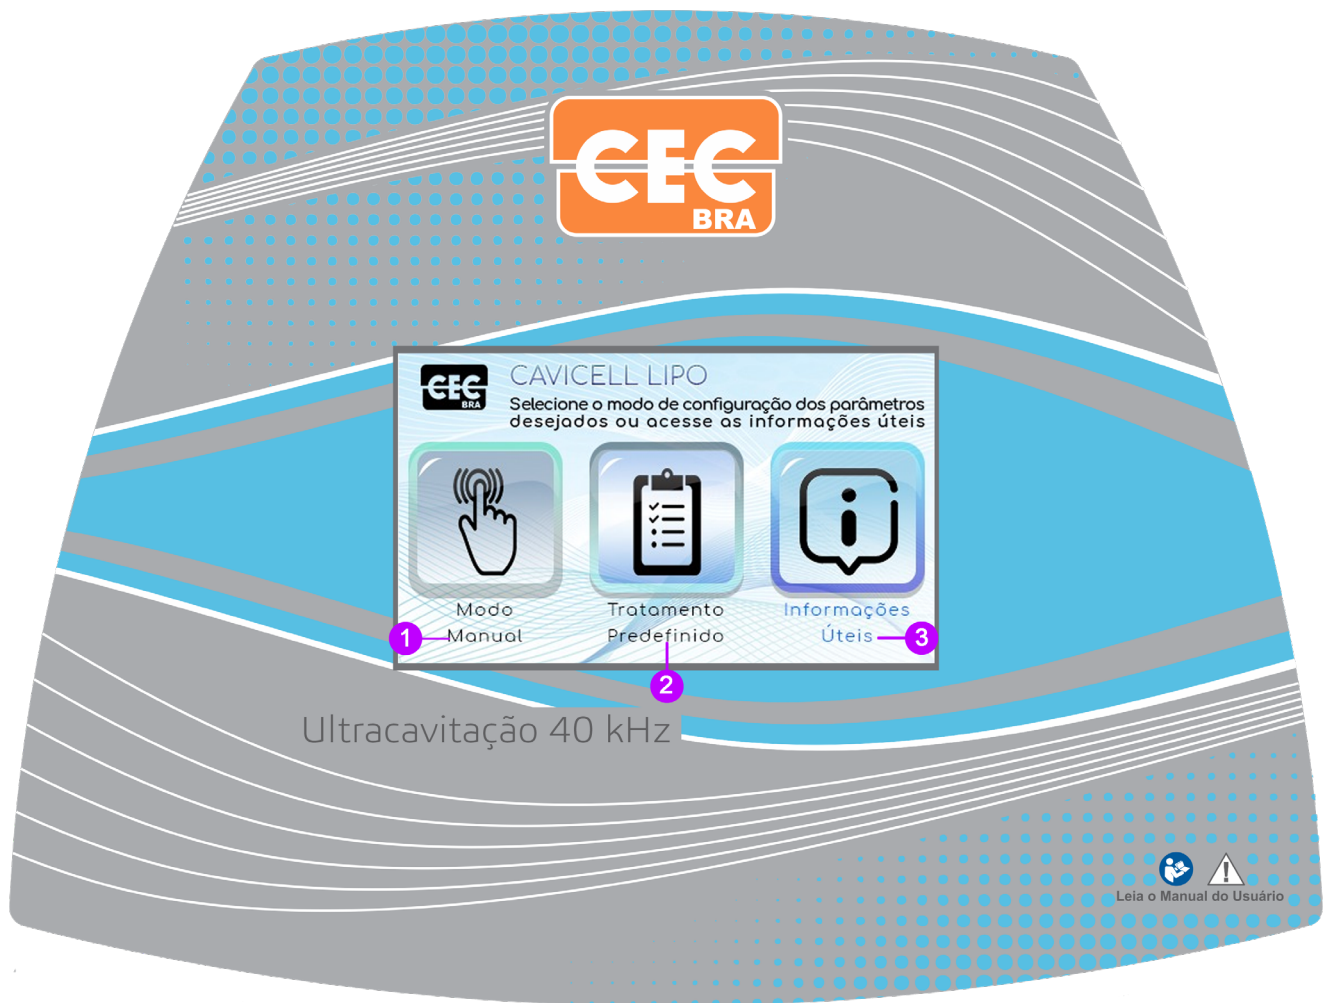 CEC
BRA
CEC
BRA
CAVICELL LIPO
Selecione o modo de configuração dos parâmetros
desejados ou acesse as informações úteis
Modo
Manual
Tratamento
Predefinido
Informações
Úteis
1
2
3
Ultracavitação 40 kHz
Leia o Manual do Usuário